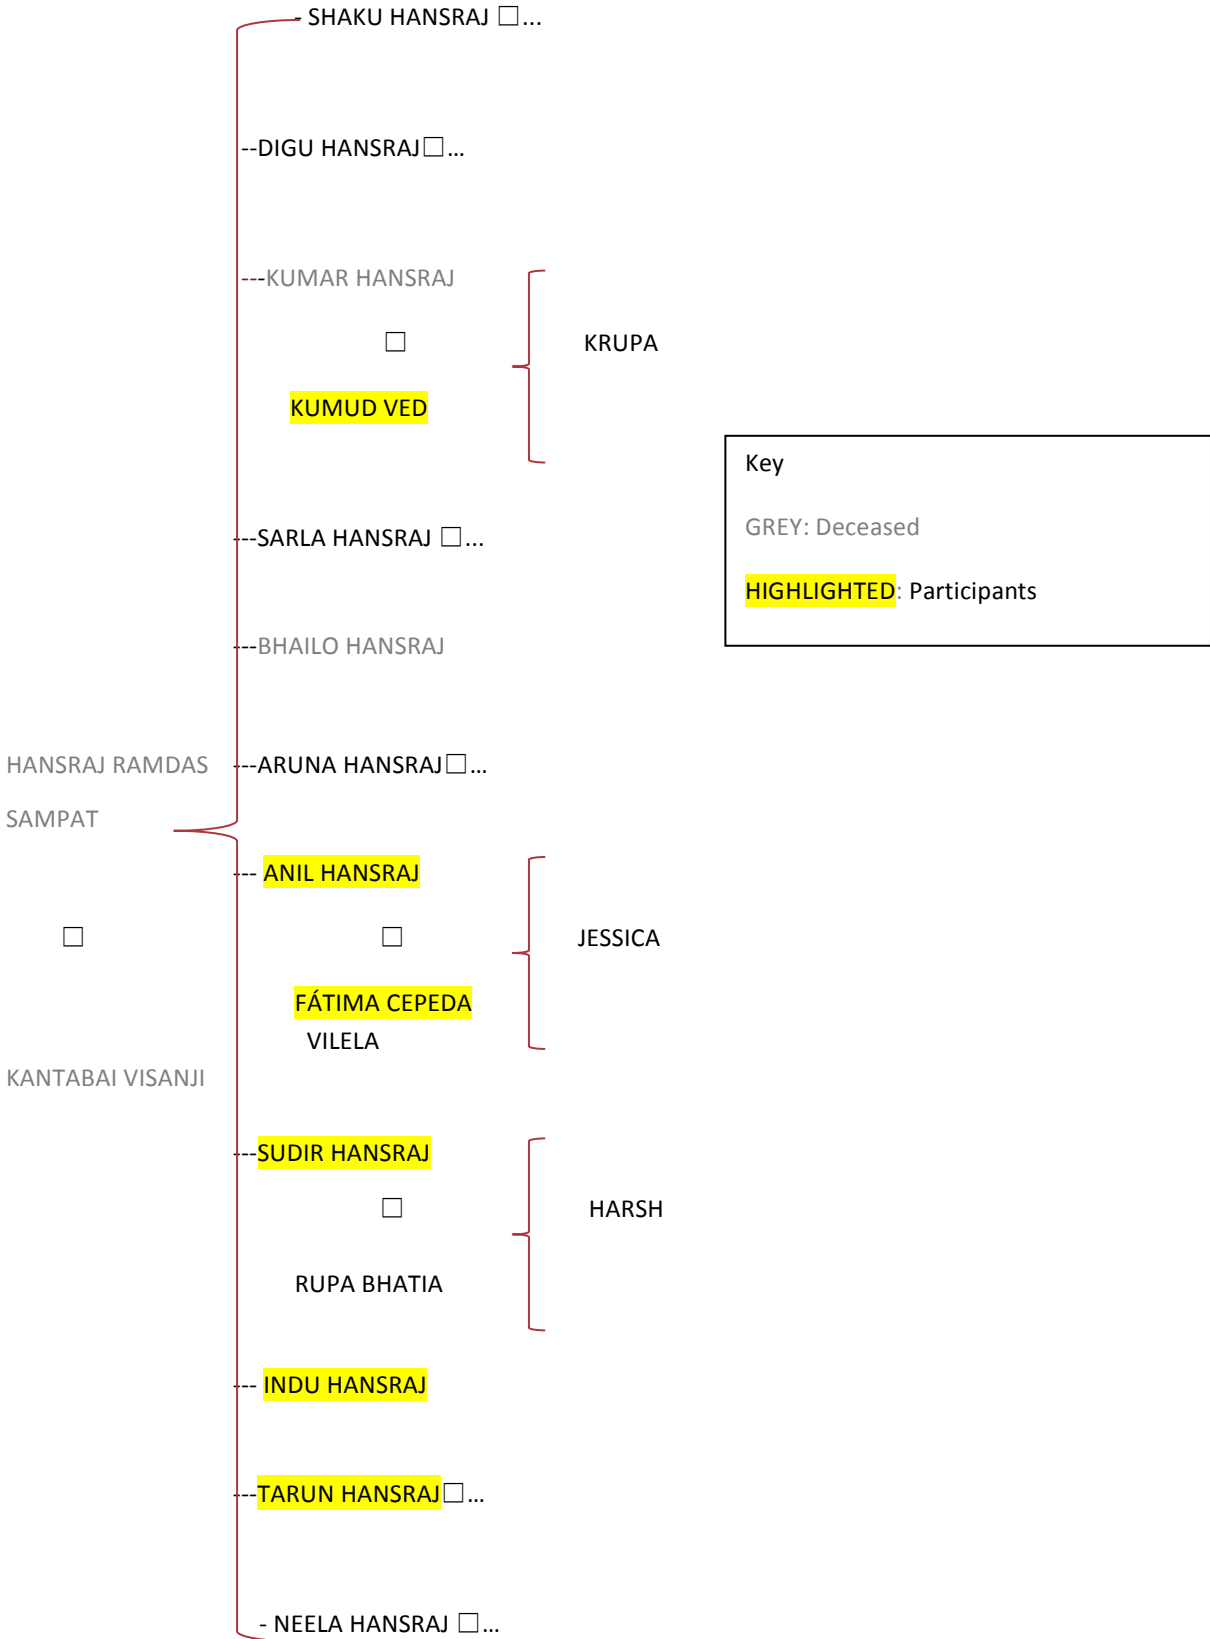 - SHAKU HANSRAJ □...
--DIGU HANSRAJ□...
---KUMAR HANSRAJ
□
KRUPA
KUMUD VED
Key
GREY: Deceased
HIGHLIGHTED: Participants
---SARLA HANSRAJ □...
---BHAILO HANSRAJ
HANSRAJ RAMDAS
SAMPAT
□
KANTABAI VISANJI
---ARUNA HANSRAJ□...
--- ANIL HANSRAJ
□
JESSICA
FÁTIMA CEPEDA
VILELA
---SUDIR HANSRAJ
□
HARSH
RUPA BHATIA
--- INDU HANSRAJ
---TARUN HANSRAJ□...
- NEELA HANSRAJ □...